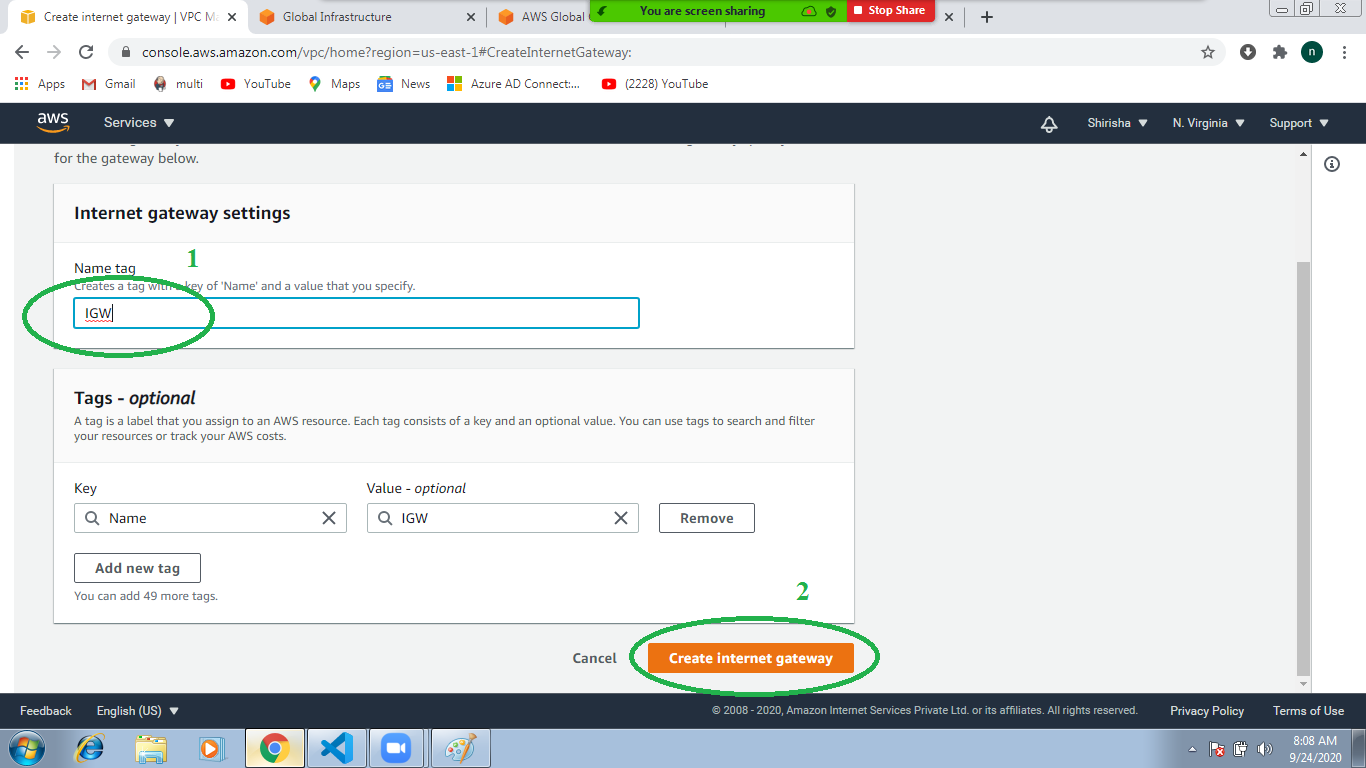 Create internet gateway | VPC Ma
Global Infrastructure
AWS Global
You are screen sharing
Stop Share
console.aws.amazon.com/vpc/home?region=us-east-1#CreateInternetGateway:
n
Apps
Gmail
multi
YouTube
Maps
News
Azure AD Connect:...
(2228) YouTube
aws
Services
Shirisha
N. Virginia
Support
for the gateway below.
Internet gateway settings
1
Name tag
Creates a tag with a key of 'Name' and a value that you specify.
IGW
Tags - optional
A tag is a label that you assign to an AWS resource. Each tag consists of a key and an optional value. You can use tags to search and filter
your resources or track your AWS costs.
Key
Value - optional
Name
IGW
Remove
Add new tag
You can add 49 more tags.
2
Cancel
Create internet gateway
Feedback
English (US)
© 2008 - 2020, Amazon Internet Services Private Ltd. or its affiliates. All rights reserved.
Privacy Policy
Terms of Use
8:08 AM
9/24/2020